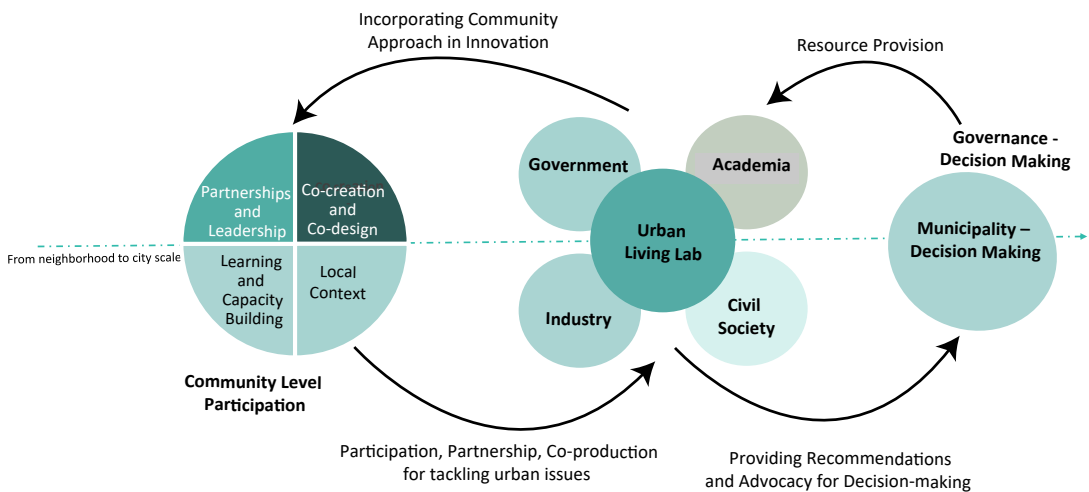 Incorporating Community
Approach in Innovation
Resource Provision
Governance -
Decision Making
Government
Academia
Partnerships
and
Leadership
Co-creation
and
Co-design
Urban
Living Lab
Municipality –
Decision Making
From neighborhood to city scale
Learning
and
Capacity
Building
Local
Context
Industry
Civil
Society
Community Level
Participation
Participation, Partnership, Co-production
for tackling urban issues
Providing Recommendations
and Advocacy for Decision-making